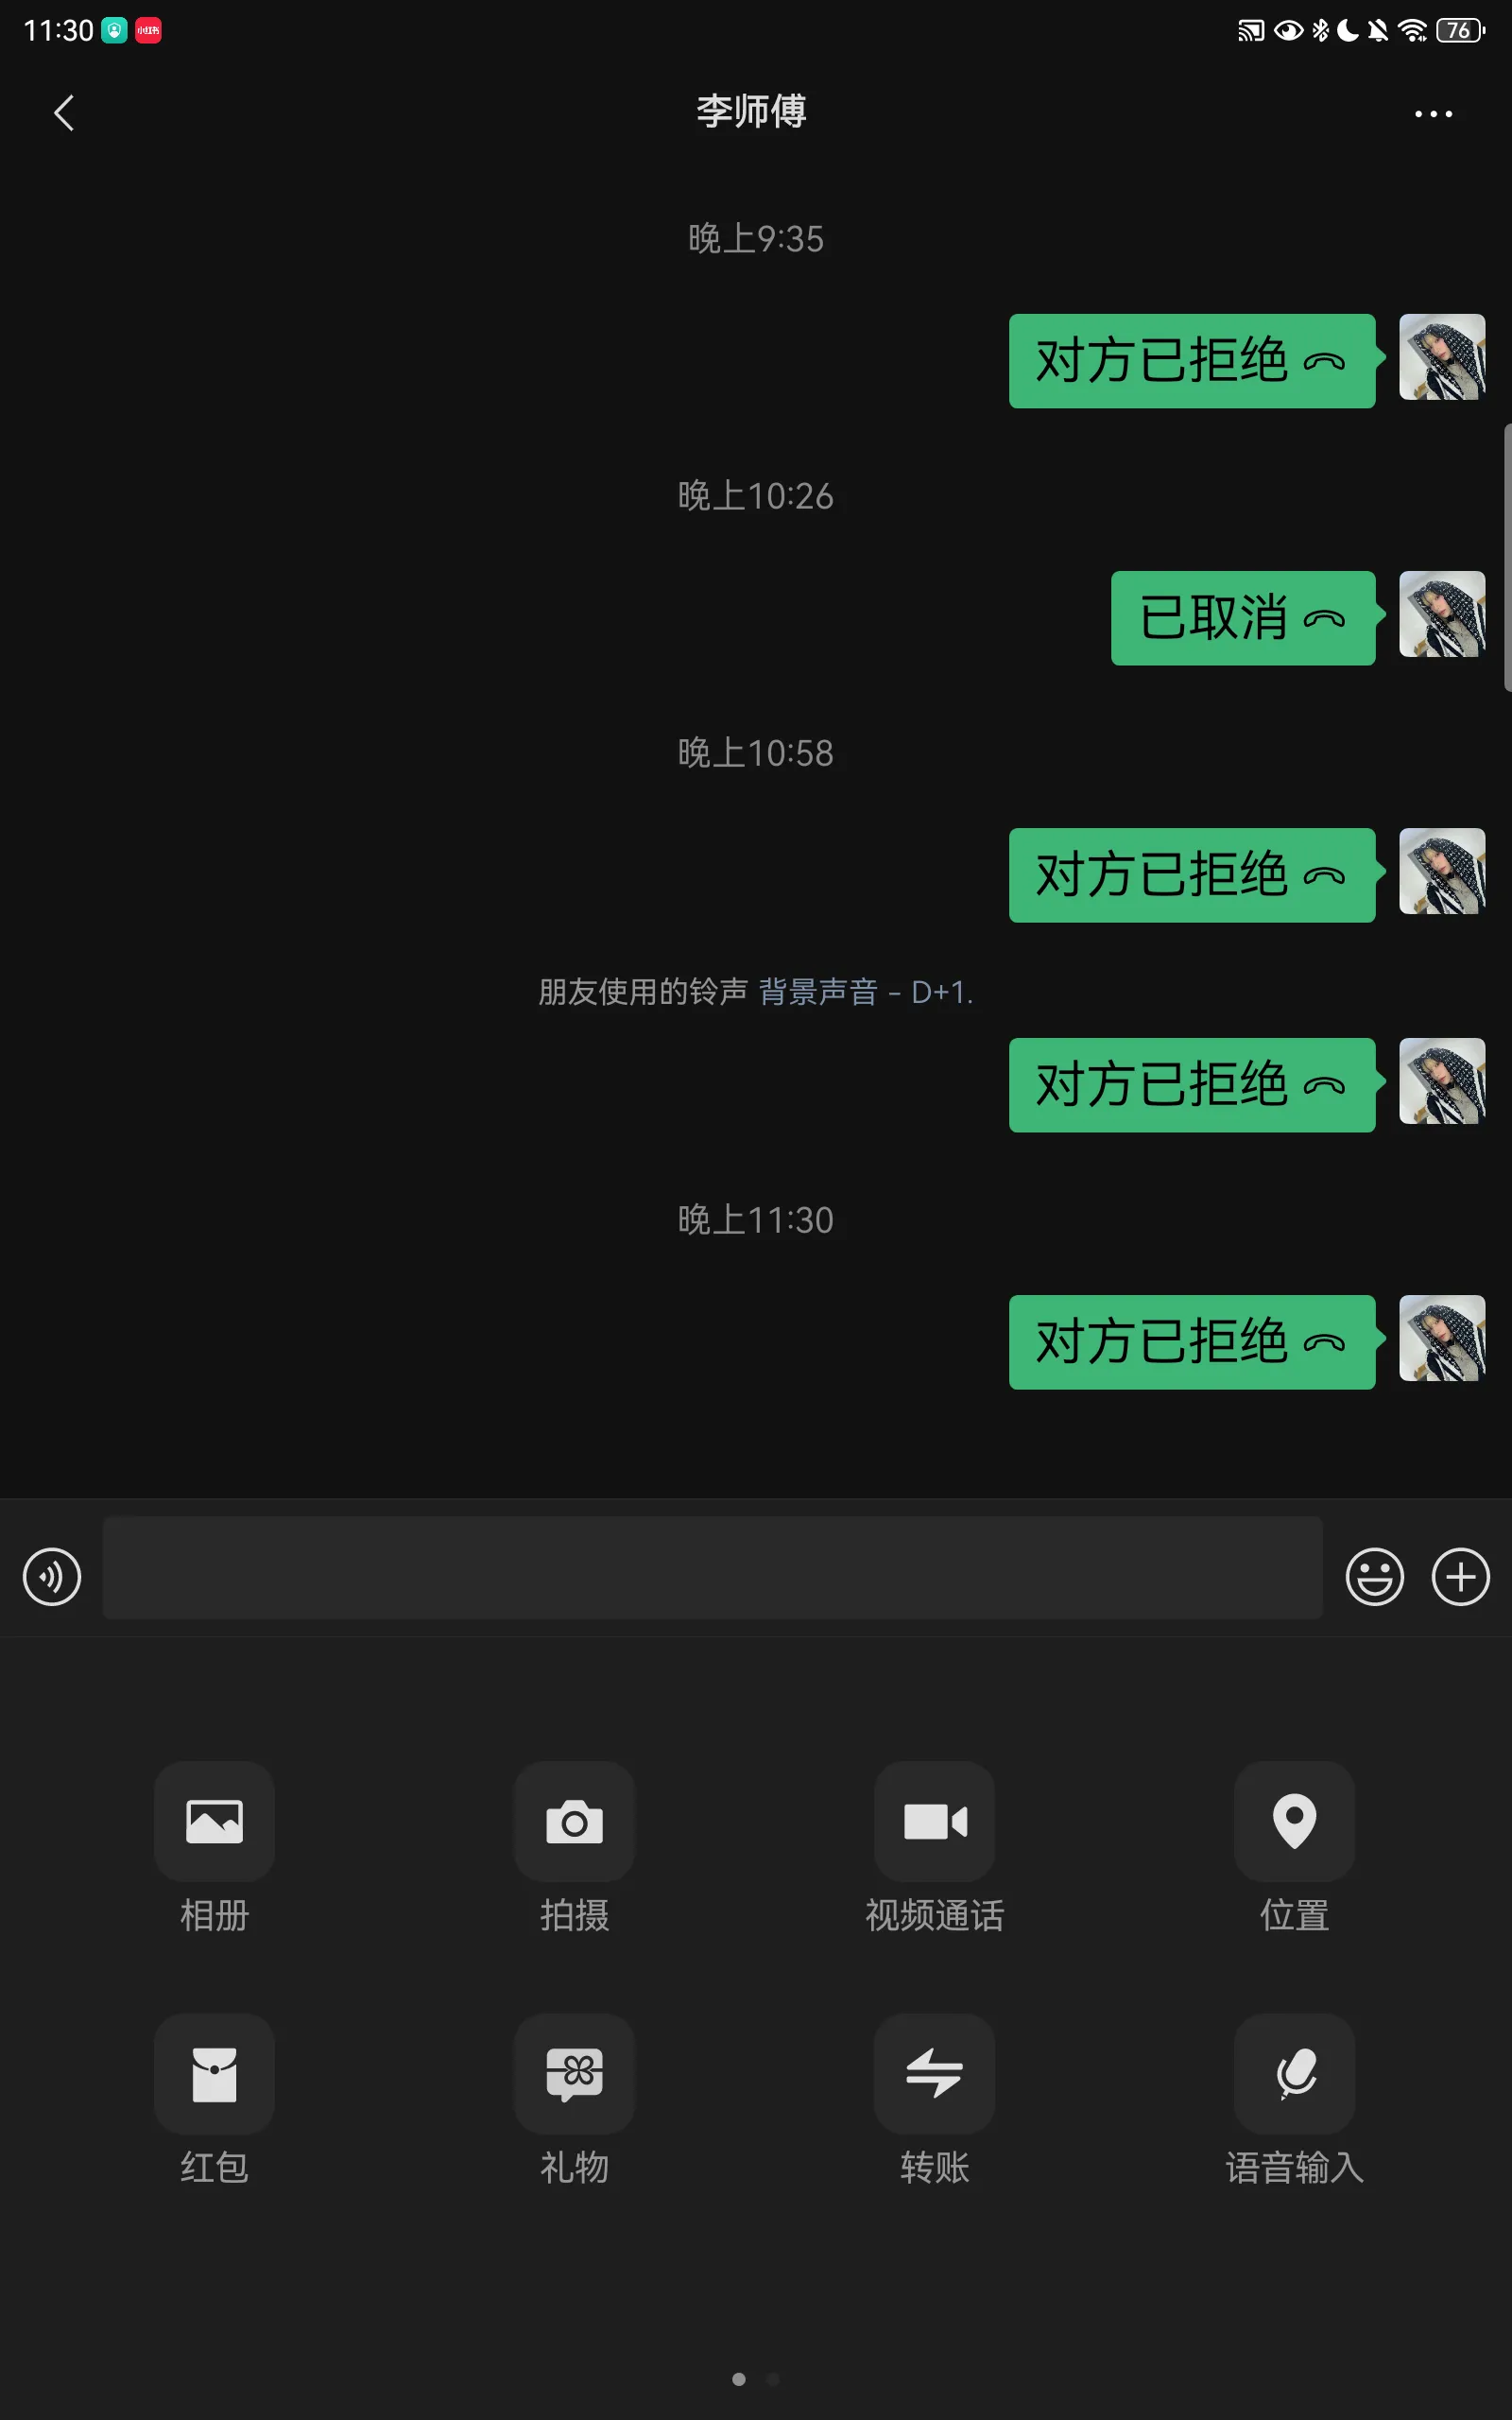 11:30 小红书 76
李师傅
晚上9:35
对方已拒绝
晚上10:26
已取消
晚上10:58
对方已拒绝
朋友使用的铃声 背景声音 - D+1.
对方已拒绝
晚上11:30
对方已拒绝
相册 拍摄 视频通话 位置
红包 礼物 转账 语音输入